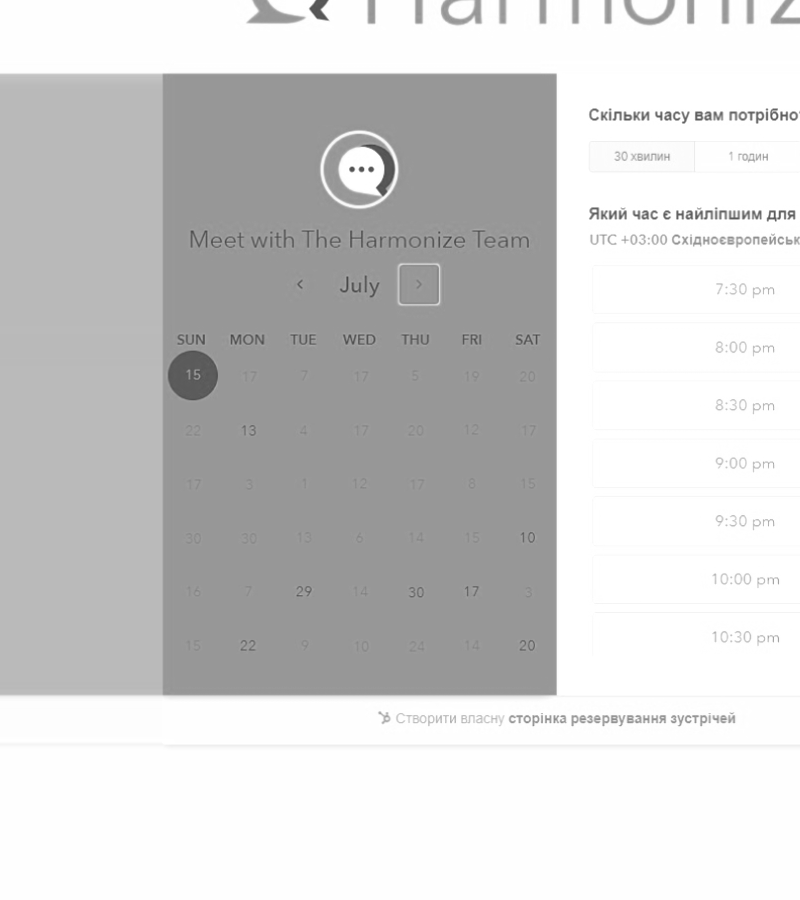 Harmoniz
Meet with The Harmonize Team
July
SUN MON TUE WED THU FRI SAT
15 17 7 17 5 19 20
22 13 4 17 20 12 17
17 3 1 12 17 8 15
30 30 13 6 14 15 10
16 7 29 14 30 17 3
15 22 9 10 24 14 20
Скільки часу вам потрібно
30 хвилин 1 годин
Який час є найліпшим для
UTC +03:00 Східноєвропейськ
7:30 pm
8:00 pm
8:30 pm
9:00 pm
9:30 pm
10:00 pm
10:30 pm
Створити власну сторінка резервування зустрічей